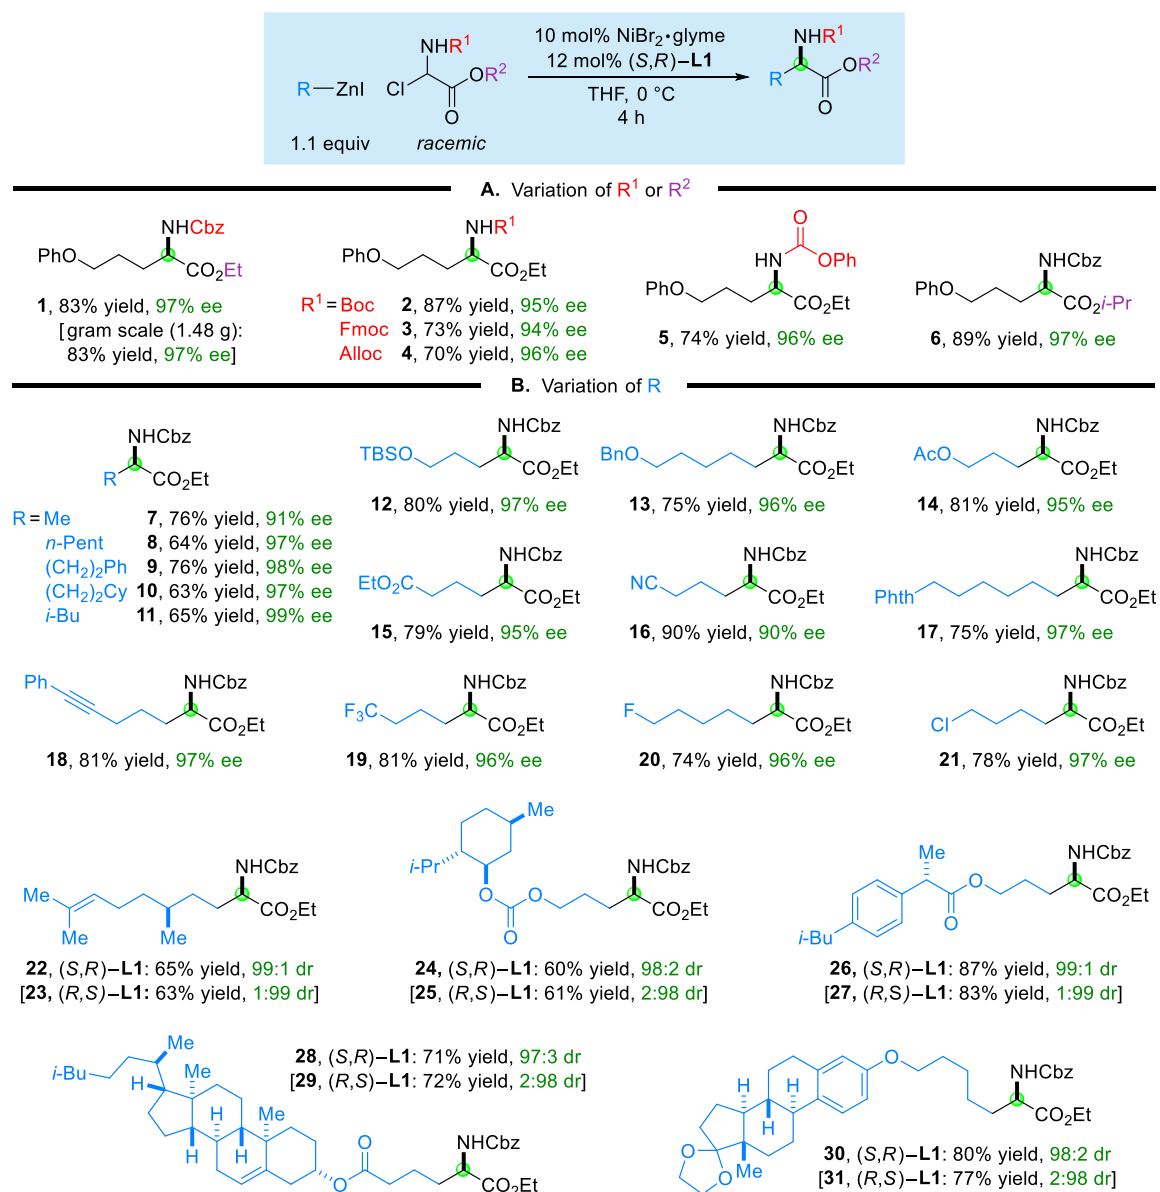 NHR¹
R—ZnI
Cl
OR²
O
1.1 equiv
racemic
10 mol% NiBr₂•glyme
12 mol% (S,R)–L1
THF, 0 °C
4 h
NHR¹
R
OR²
O
A. Variation of R¹ or R²
NHCbz
PhO
CO₂Et
1, 83% yield, 97% ee
[gram scale (1.48 g):
83% yield, 97% ee]
NHR¹
PhO
CO₂Et
R¹ = Boc 2, 87% yield, 95% ee
Fmoc 3, 73% yield, 94% ee
Alloc 4, 70% yield, 96% ee
O
HN
OPh
PhO
CO₂Et
5, 74% yield, 96% ee
NHCbz
PhO
CO₂i-Pr
6, 89% yield, 97% ee
B. Variation of R
NHCbz
R
CO₂Et
R = Me 7, 76% yield, 91% ee
n-Pent 8, 64% yield, 97% ee
(CH₂)₂Ph 9, 76% yield, 98% ee
(CH₂)₂Cy 10, 63% yield, 97% ee
i-Bu 11, 65% yield, 99% ee
NHCbz
TBSO
CO₂Et
12, 80% yield, 97% ee
NHCbz
BnO
CO₂Et
13, 75% yield, 96% ee
NHCbz
AcO
CO₂Et
14, 81% yield, 95% ee
NHCbz
EtO₂C
CO₂Et
15, 79% yield, 95% ee
NHCbz
NC
CO₂Et
16, 90% yield, 90% ee
NHCbz
Phth
CO₂Et
17, 75% yield, 97% ee
Ph
NHCbz
CO₂Et
18, 81% yield, 97% ee
NHCbz
F₃C
CO₂Et
19, 81% yield, 96% ee
NHCbz
F
CO₂Et
20, 74% yield, 96% ee
NHCbz
Cl
CO₂Et
21, 78% yield, 97% ee
NHCbz
Me
CO₂Et
Me
Me
22, (S,R)–L1: 65% yield, 99:1 dr
[23, (R,S)–L1: 63% yield, 1:99 dr]
Me
i-Pr
NHCbz
O
O
CO₂Et
O
24, (S,R)–L1: 60% yield, 98:2 dr
[25, (R,S)–L1: 61% yield, 2:98 dr]
Me
NHCbz
O
CO₂Et
O
i-Bu
26, (S,R)–L1: 87% yield, 99:1 dr
[27, (R,S)–L1: 83% yield, 1:99 dr]
Me
i-Bu
Me
H
H
Me
H
H
O
O
NHCbz
CO₂Et
28, (S,R)–L1: 71% yield, 97:3 dr
[29, (R,S)–L1: 72% yield, 2:98 dr]
O
NHCbz
H
H
H
CO₂Et
O
Me
O
30, (S,R)–L1: 80% yield, 98:2 dr
[31, (R,S)–L1: 77% yield, 2:98 dr]